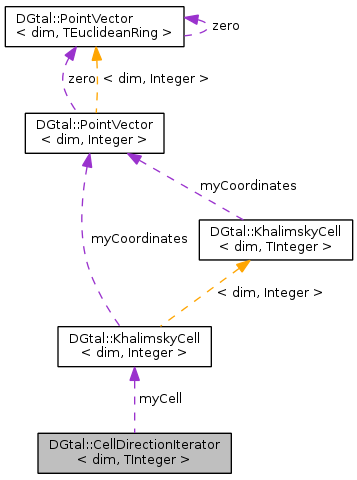 DGtal::PointVector
< dim, TEuclideanRing >
zero
zero
< dim, Integer >
DGtal::PointVector
< dim, Integer >
myCoordinates
myCoordinates
DGtal::KhalimskyCell
< dim, TInteger >
< dim, Integer >
DGtal::KhalimskyCell
< dim, Integer >
myCell
DGtal::CellDirectionIterator
< dim, TInteger >